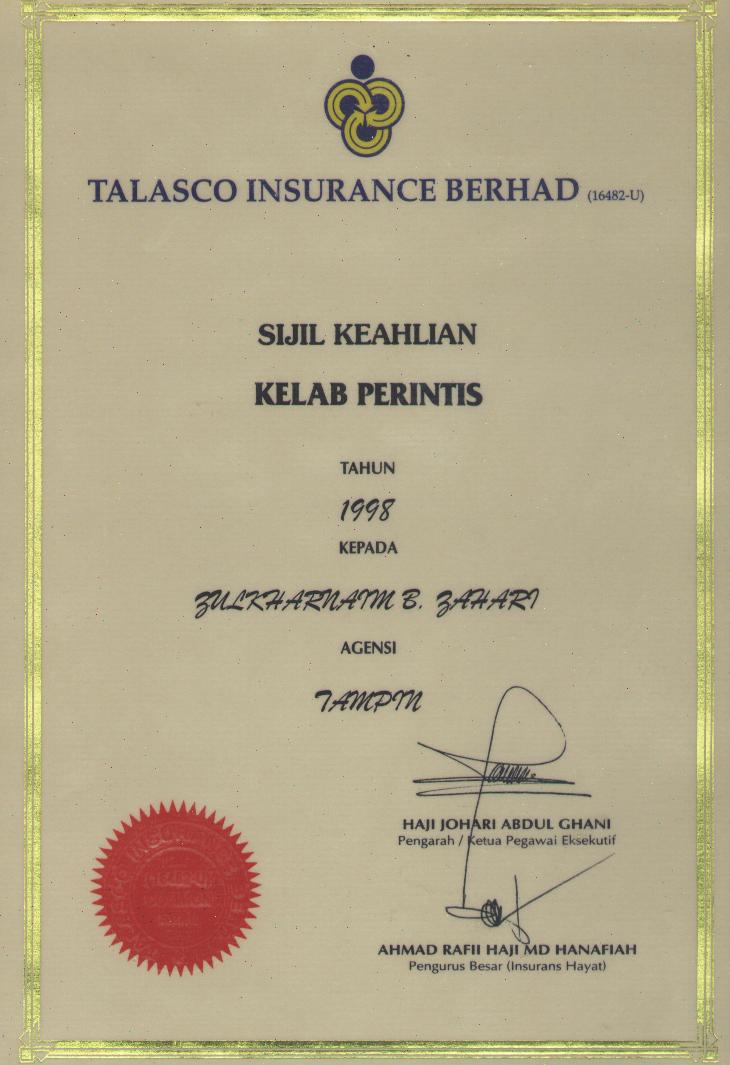 TALASCO INSURANCE BERHAD (16482-U)
SIJIL KEAHLIAN
KELAB PERINTIS
TAHUN
1998
KEPADA
ZULKHARNAIM B. ZAHARI
AGENSI
TAMPIN
HAJI JOHARI ABDUL GHANI
Pengarah / Ketua Pegawai Eksekutif
AHMAD RAFII HAJI MD HANAFIAH
Pengurus Besar (Insurans Hayat)